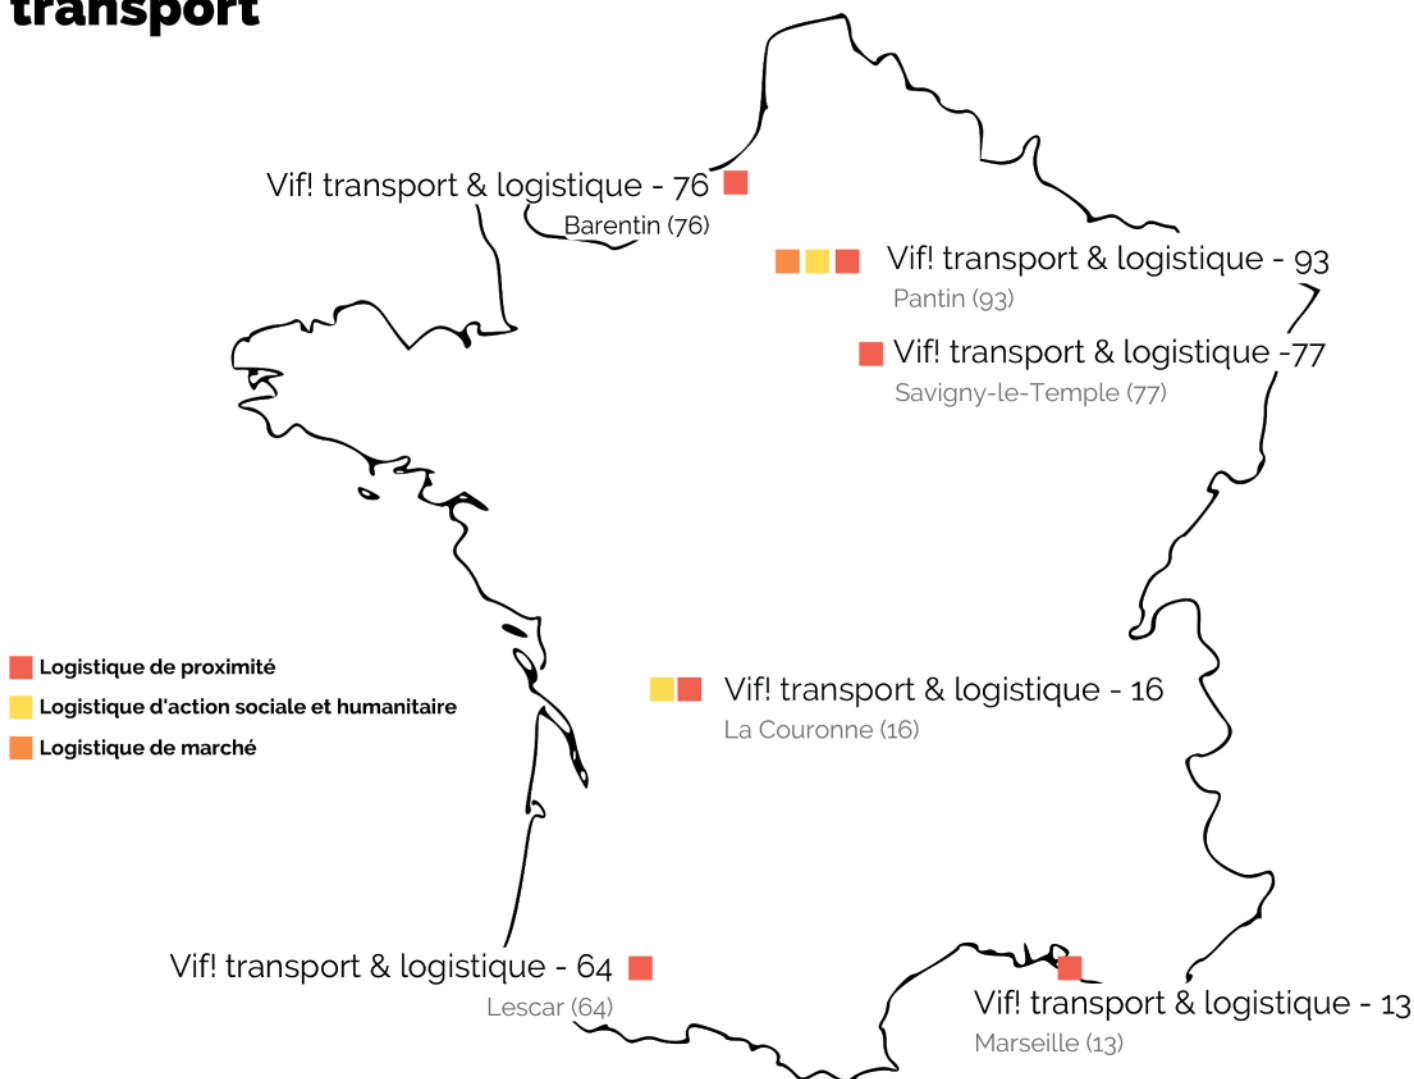 transport
Vif! transport & logistique - 76
Barentin (76)
Vif! transport & logistique - 93
Pantin (93)
Vif! transport & logistique -77
Savigny-le-Temple (77)
Logistique de proximité
Logistique d'action sociale et humanitaire
Logistique de marché
Vif! transport & logistique - 16
La Couronne (16)
Vif! transport & logistique - 64
Lescar (64)
Vif! transport & logistique - 13
Marseille (13)